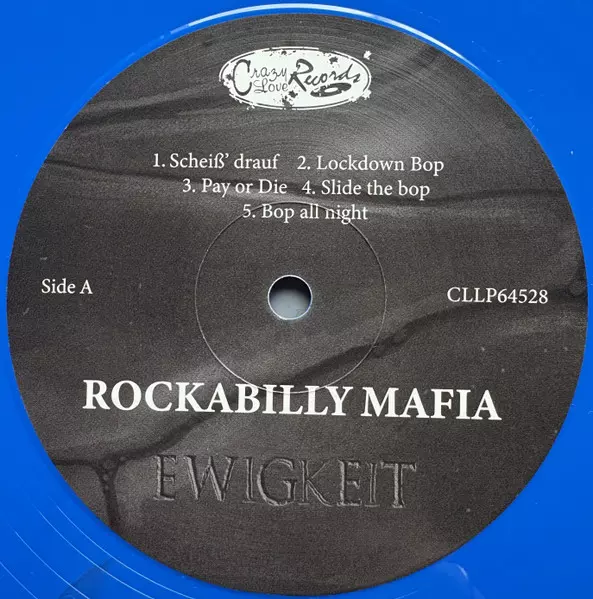 Crazy Love Records
1. Scheiß' drauf 2. Lockdown Bop
3. Pay or Die 4. Slide the bop
5. Bop all night
Side A
CLLP64528
ROCKABILLY MAFIA
EWIGKEIT